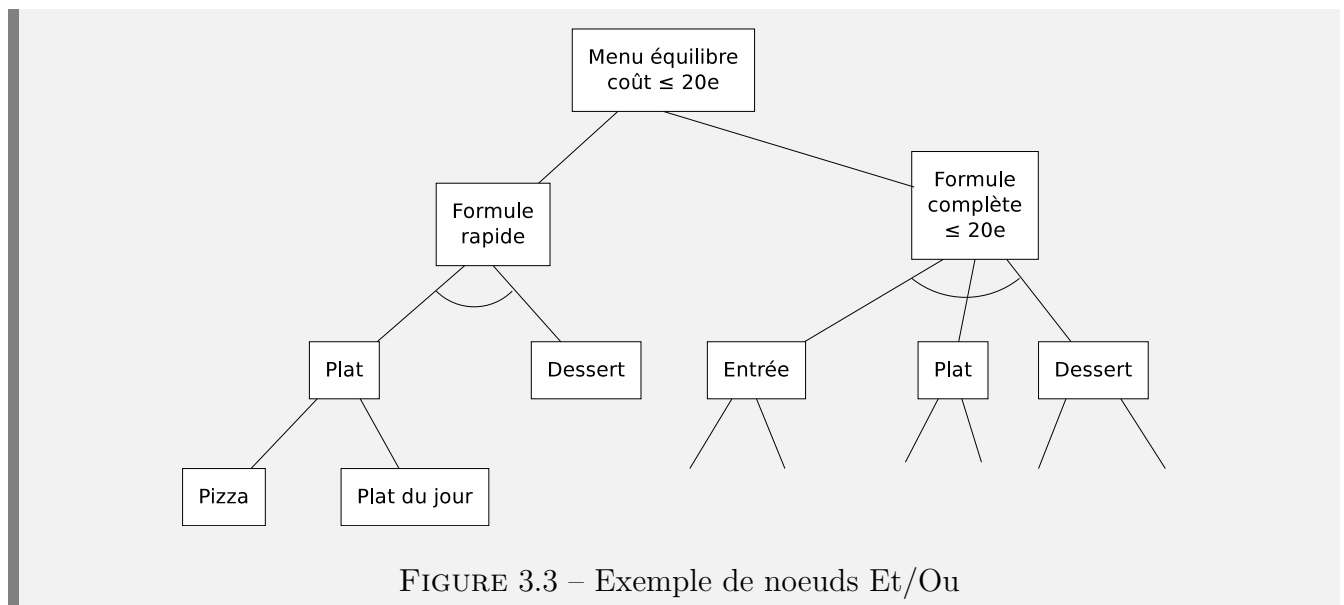 Menu équilibre
coût ≤ 20e
Formule
rapide
Formule
complète
≤ 20e
Plat
Dessert
Entrée
Plat
Dessert
Pizza
Plat du jour
FIGURE 3.3 – Exemple de noeuds Et/Ou